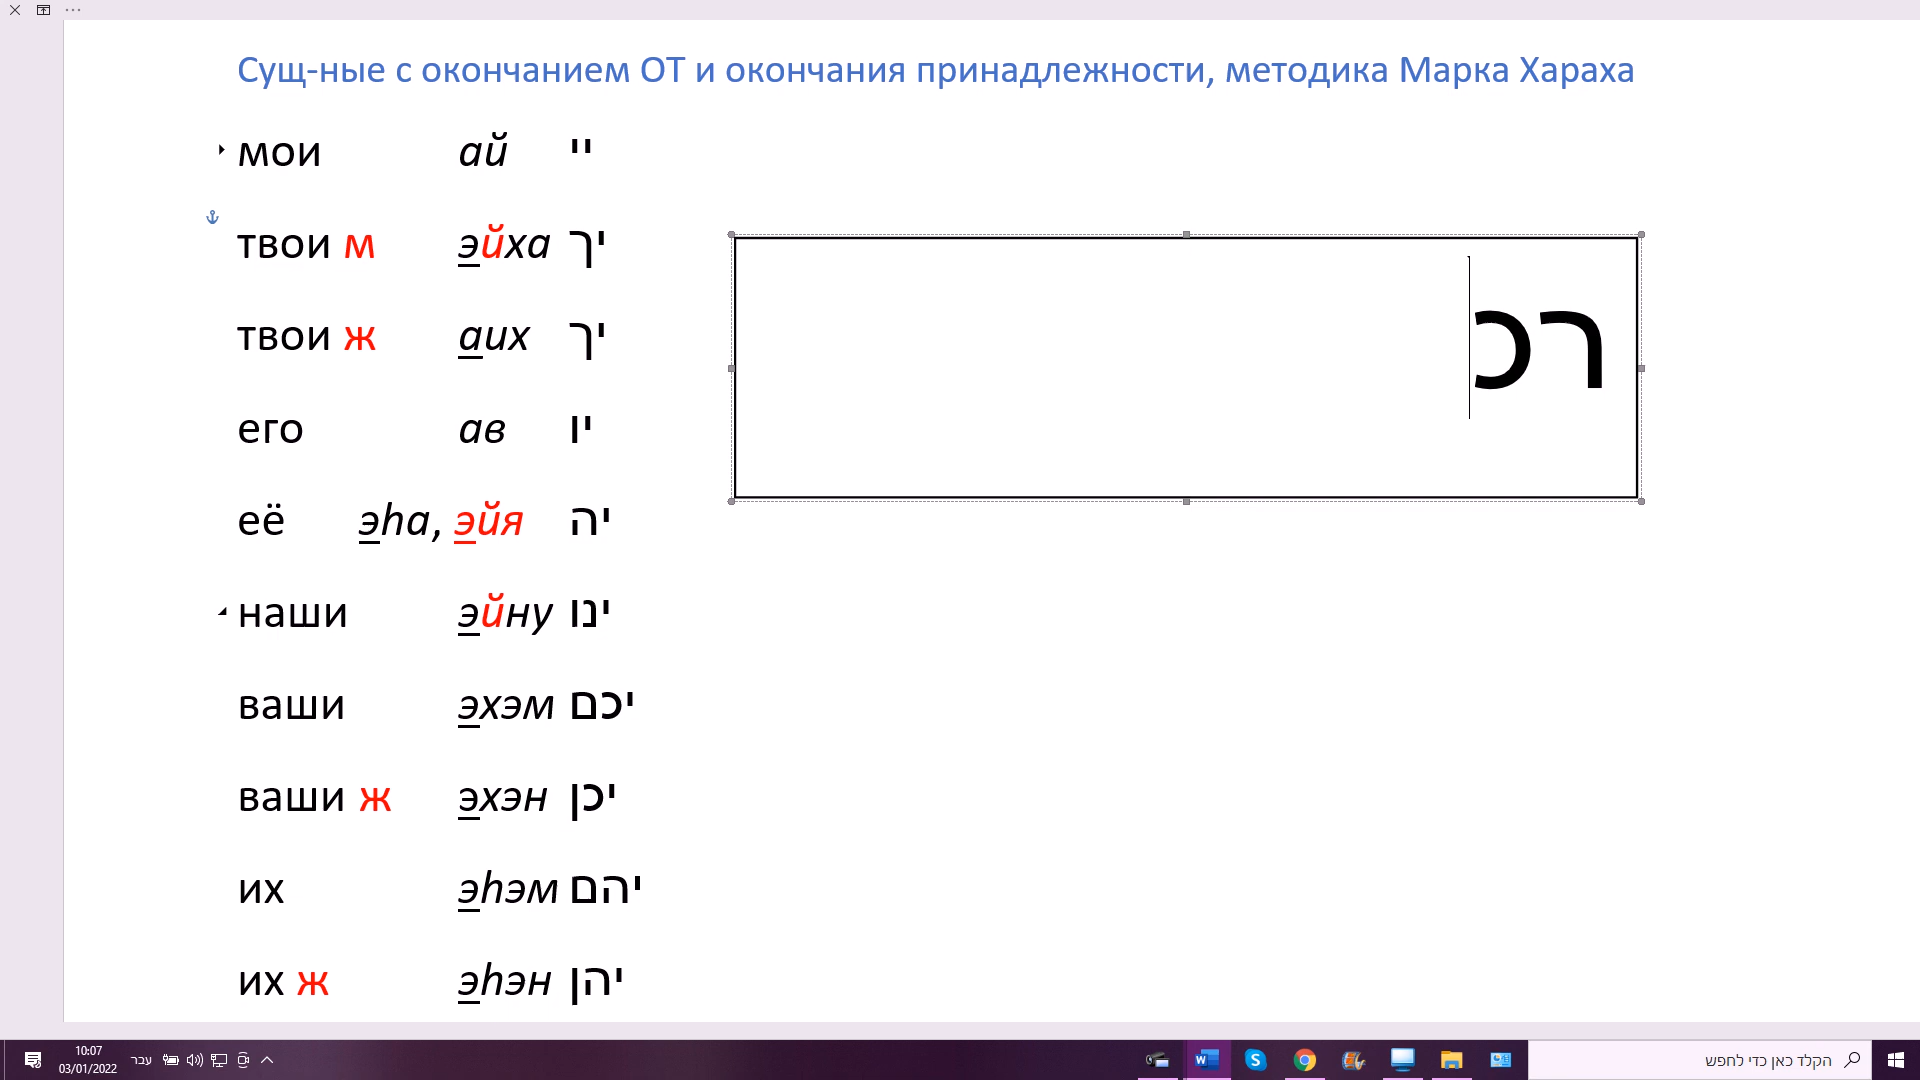 Сущ-ные с окончанием ОТ и окончания принадлежности, методика Марка Хараха
мои ай יי
твои м эйха יך
твои ж аих יך
его ав יו
её эhа, эйя יה
наши эйну ינו
ваши эхэм יכם
ваши ж эхэн יכן
их эhэм יהם
их ж эhэн יהן
רכ
10:07
03/01/2022
עבר
הקלד כאן כדי לחפש